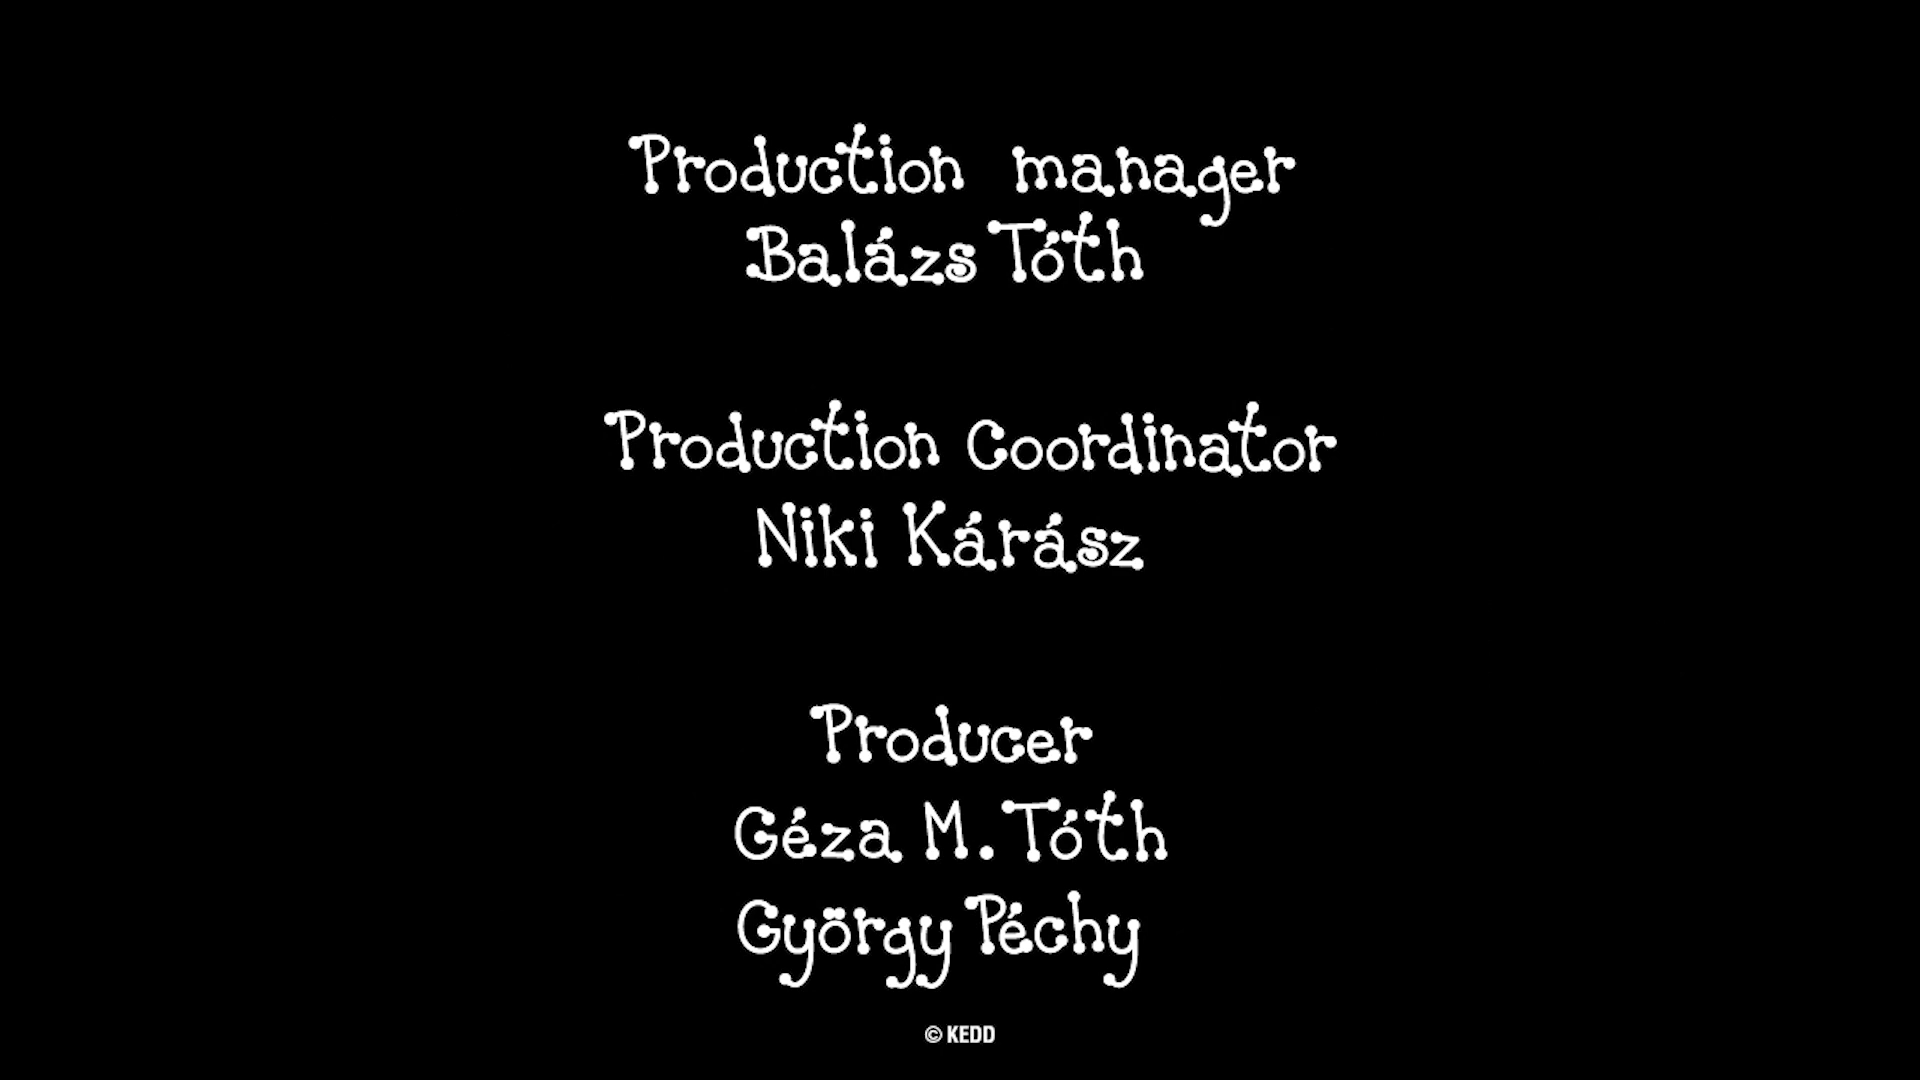 Production manager
Balázs Tóth
Production Coordinator
Niki Kárász
Producer
Géza M. Tóth
György Péchy
© KEDD